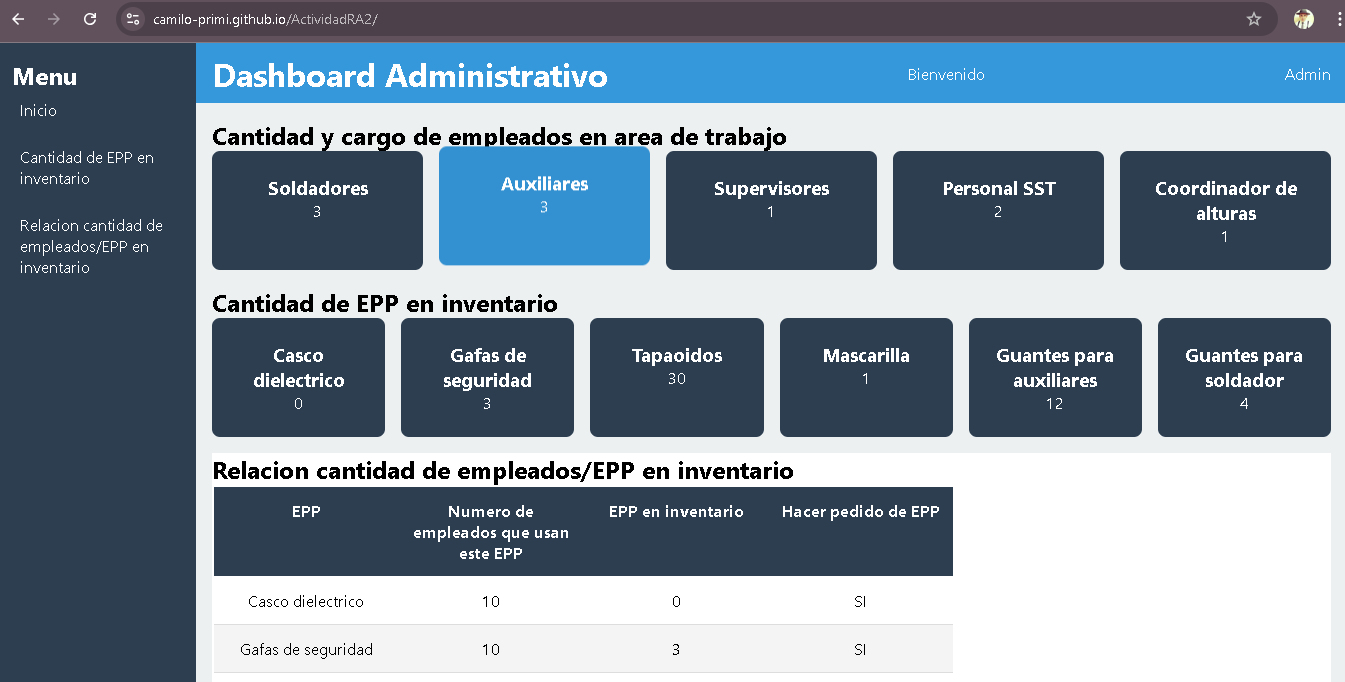 camilo-primi.github.io/ActividadRA2/
Menu
Inicio
Cantidad de EPP en
inventario
Relacion cantidad de
empleados/EPP en
inventario
Dashboard Administrativo
Bienvenido
Admin
Cantidad y cargo de empleados en area de trabajo
Soldadores
3
Auxiliares
3
Supervisores
1
Personal SST
2
Coordinador de
alturas
1
Cantidad de EPP en inventario
Casco
dielectrico
0
Gafas de
seguridad
3
Tapaoidos
30
Mascarilla
1
Guantes para
auxiliares
12
Guantes para
soldador
4
Relacion cantidad de empleados/EPP en inventario
EPP
Numero de
empleados que usan
este EPP
EPP en inventario
Hacer pedido de EPP
Casco dielectrico 10 0 SI
Gafas de seguridad 10 3 SI